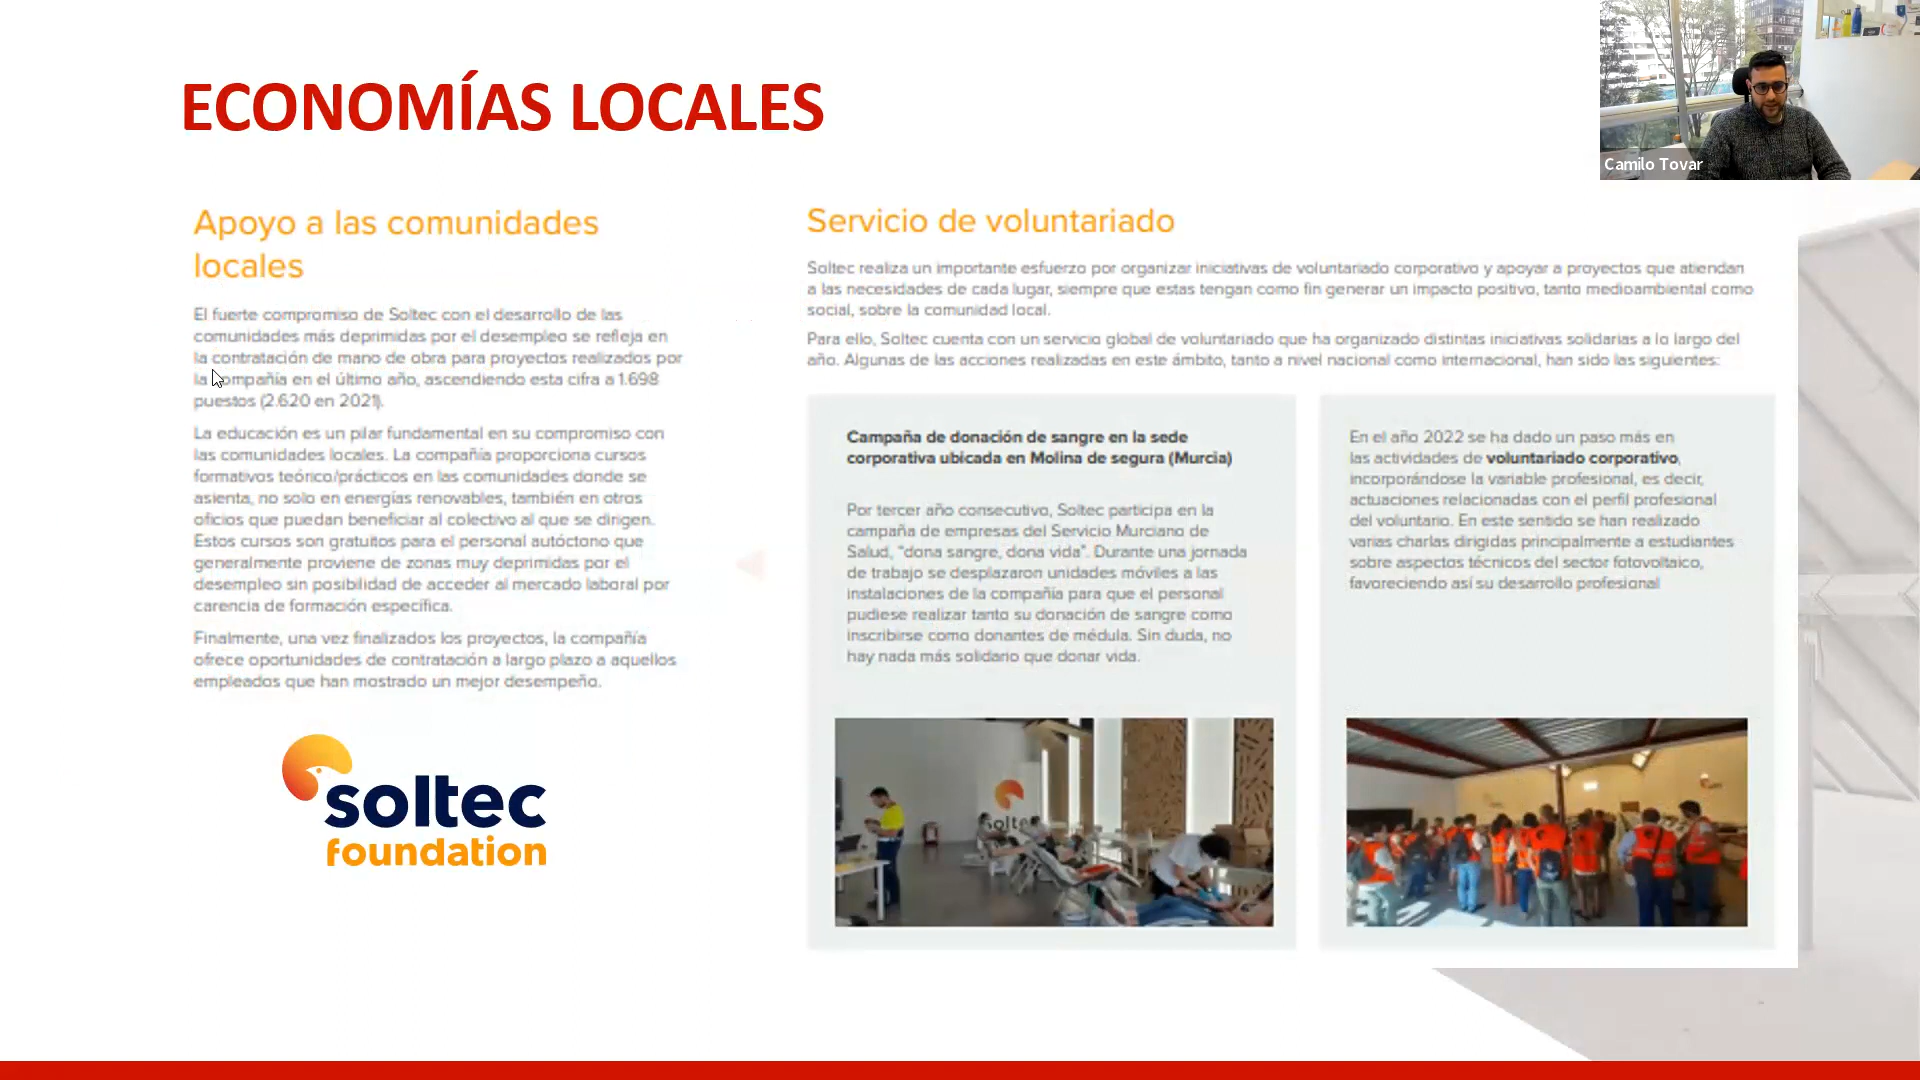 ECONOMÍAS LOCALES
Camilo Tovar
Apoyo a las comunidades
locales
El fuerte compromiso de Soltec con el desarrollo de las
comunidades más deprimidas por el desempleo se refleja en
la contratación de mano de obra para proyectos realizados por
la compañía en el último año, ascendiendo esta cifra a 1.698
puestos (2.620 en 2021).
La educación es un pilar fundamental en su compromiso con
las comunidades locales. La compañía proporciona cursos
formativos teórico/prácticos en las comunidades donde se
asienta, no solo en energías renovables, también en otros
oficios que puedan beneficiar al colectivo al que se dirigen.
Estos cursos son gratuitos para el personal autóctono que
generalmente proviene de zonas muy deprimidas por el
desempleo sin posibilidad de acceder al mercado laboral por
carencia de formación específica.
Finalmente, una vez finalizados los proyectos, la compañía
ofrece oportunidades de contratación a largo plazo a aquellos
empleados que han mostrado un mejor desempeño.
soltec
foundation
Servicio de voluntariado
Soltec realiza un importante esfuerzo por organizar iniciativas de voluntariado corporativo y apoyar a proyectos que atiendan
a las necesidades de cada lugar, siempre que estas tengan como fin generar un impacto positivo, tanto medioambiental como
social, sobre la comunidad local.
Para ello, Soltec cuenta con un servicio global de voluntariado que ha organizado distintas iniciativas solidarias a lo largo del
año. Algunas de las acciones realizadas en este ámbito, tanto a nivel nacional como internacional, han sido las siguientes:
Campaña de donación de sangre en la sede
corporativa ubicada en Molina de segura (Murcia)
Por tercer año consecutivo, Soltec participa en la
campaña de empresas del Servicio Murciano de
Salud, "dona sangre, dona vida". Durante una jornada
de trabajo se desplazaron unidades móviles a las
instalaciones de la compañía para que el personal
pudiese realizar tanto su donación de sangre como
inscribirse como donantes de médula. Sin duda, no
hay nada más solidario que donar vida.
Solte
En el año 2022 se ha dado un paso más en
las actividades de voluntariado corporativo,
incorporándose la variable profesional, es decir,
actuaciones relacionadas con el perfil profesional
del voluntario. En este sentido se han realizado
varias charlas dirigidas principalmente a estudiantes
sobre aspectos técnicos del sector fotovoltaico,
favoreciendo así su desarrollo profesional